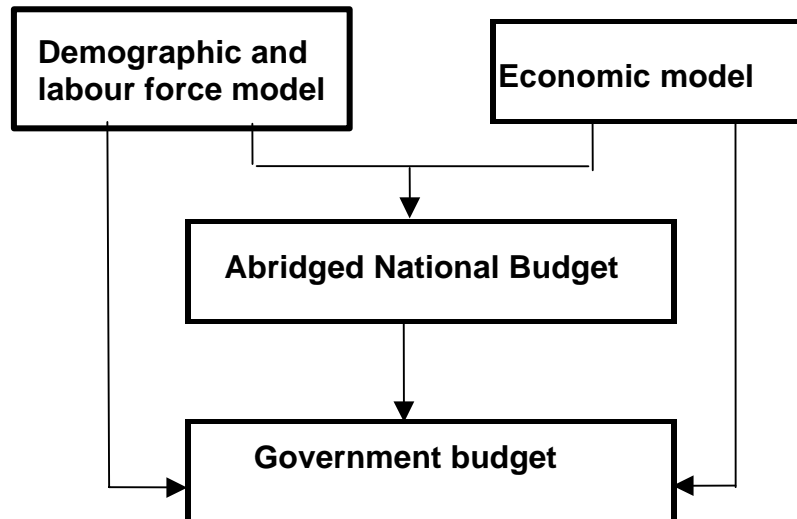 Demographic and
labour force model
Economic model
Abridged National Budget
Government budget